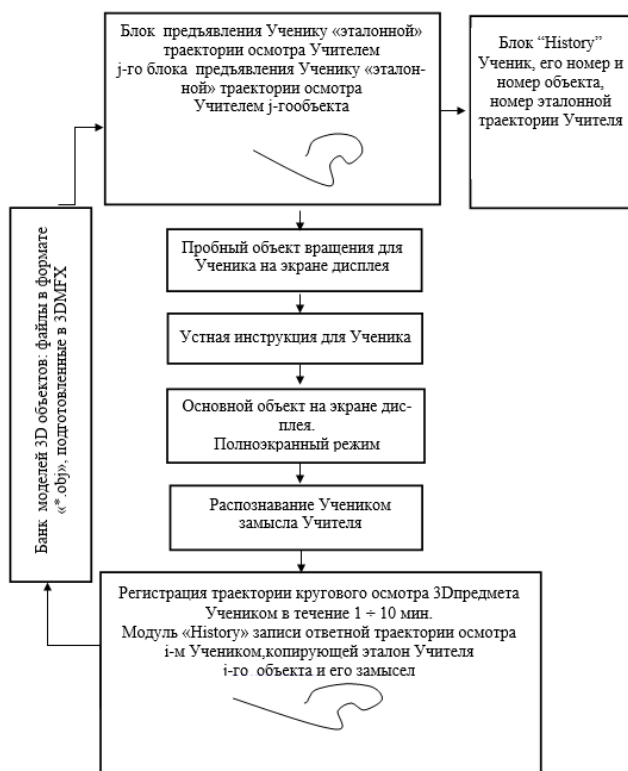 Блок предъявления Ученику «эталонной»
траектории осмотра Учителем
j-го блока предъявления Ученику «эталон-
ной» траектории осмотра
Учителем j-гообъекта
Блок “History”
Ученик, его номер и
номер объекта,
номер эталонной
траектории Учителя
Пробный объект вращения для
Ученика на экране дисплея
Устная инструкция для Ученика
Основной объект на экране дис-
плея.
Полноэкранный режим
Распознавание Учеником
замысла Учителя
Банк моделей 3D объектов: файлы в формате
«*.obj», подготовленные в 3DMFX
Регистрация траектории кругового осмотра 3Dпредмета
Учеником в течение 1 ÷ 10 мин.
Модуль «History» записи ответной траектории осмотра
i-м Учеником,копирующей эталон Учителя
j-го объекта и его замысел